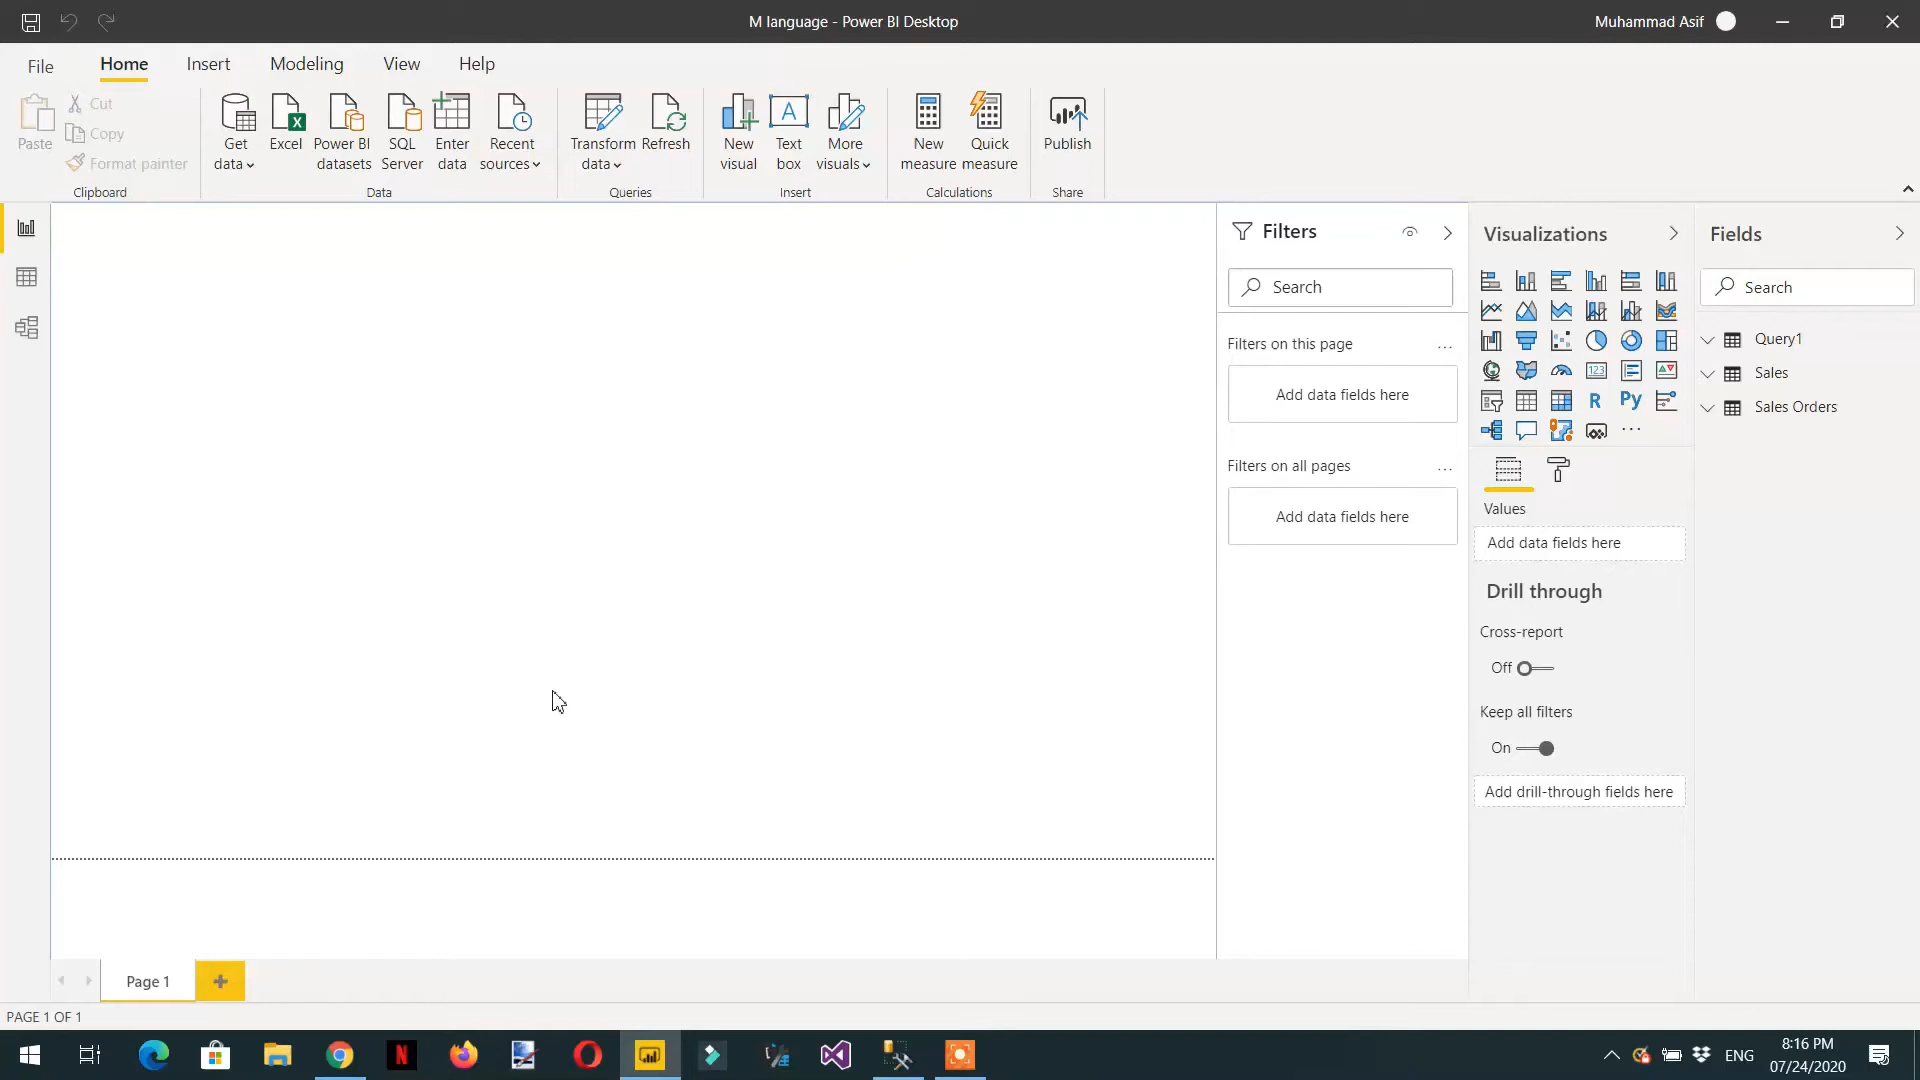 M language - Power BI Desktop
Muhammad Asif
File
Home
Insert
Modeling
View
Help
Paste
Cut
Copy
Format painter
Clipboard
Get data
Excel
Power BI datasets
SQL Server
Enter data
Recent sources
Data
Transform data
Refresh
Queries
New visual
Text box
More visuals
Insert
New measure
Quick measure
Calculations
Publish
Share
Filters
Search
Filters on this page
...
Add data fields here
Filters on all pages
...
Add data fields here
Visualizations
123
R
Py
...
Values
Add data fields here
Drill through
Cross-report
Off
Keep all filters
On
Add drill-through fields here
Fields
Search
Query1
Sales
Sales Orders
Page 1
PAGE 1 OF 1
ENG
8:16 PM
07/24/2020